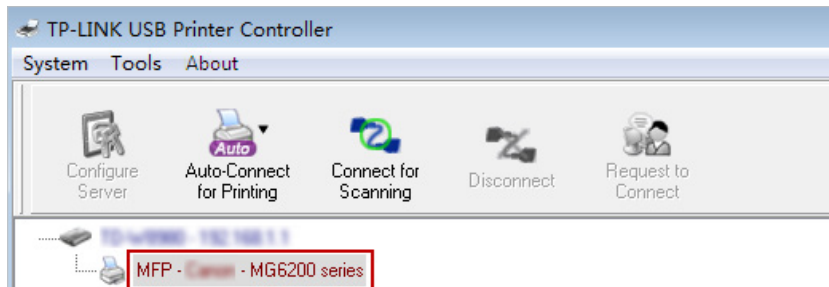 TP-LINK USB Printer Controller
System Tools About
Auto
Configure Server
Auto-Connect for Printing
Connect for Scanning
Disconnect
Request to Connect
MFP - - MG6200 series